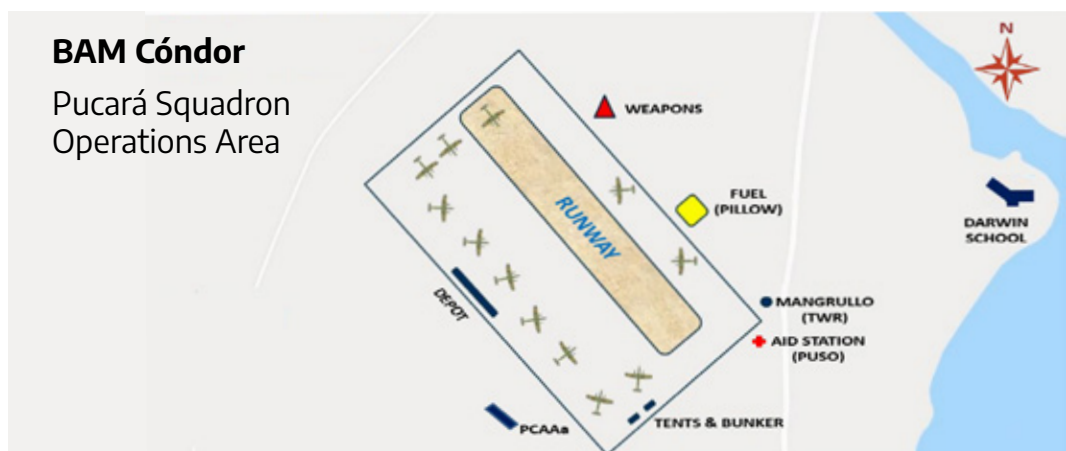 BAM Cóndor
Pucará Squadron
Operations Area
N
WEAPONS
FUEL
(PILLOW)
DARWIN
SCHOOL
RUNWAY
DEPOT
MANGRULLO
(TWR)
AID STATION
(PUSO)
PCAAa
TENTS & BUNKER